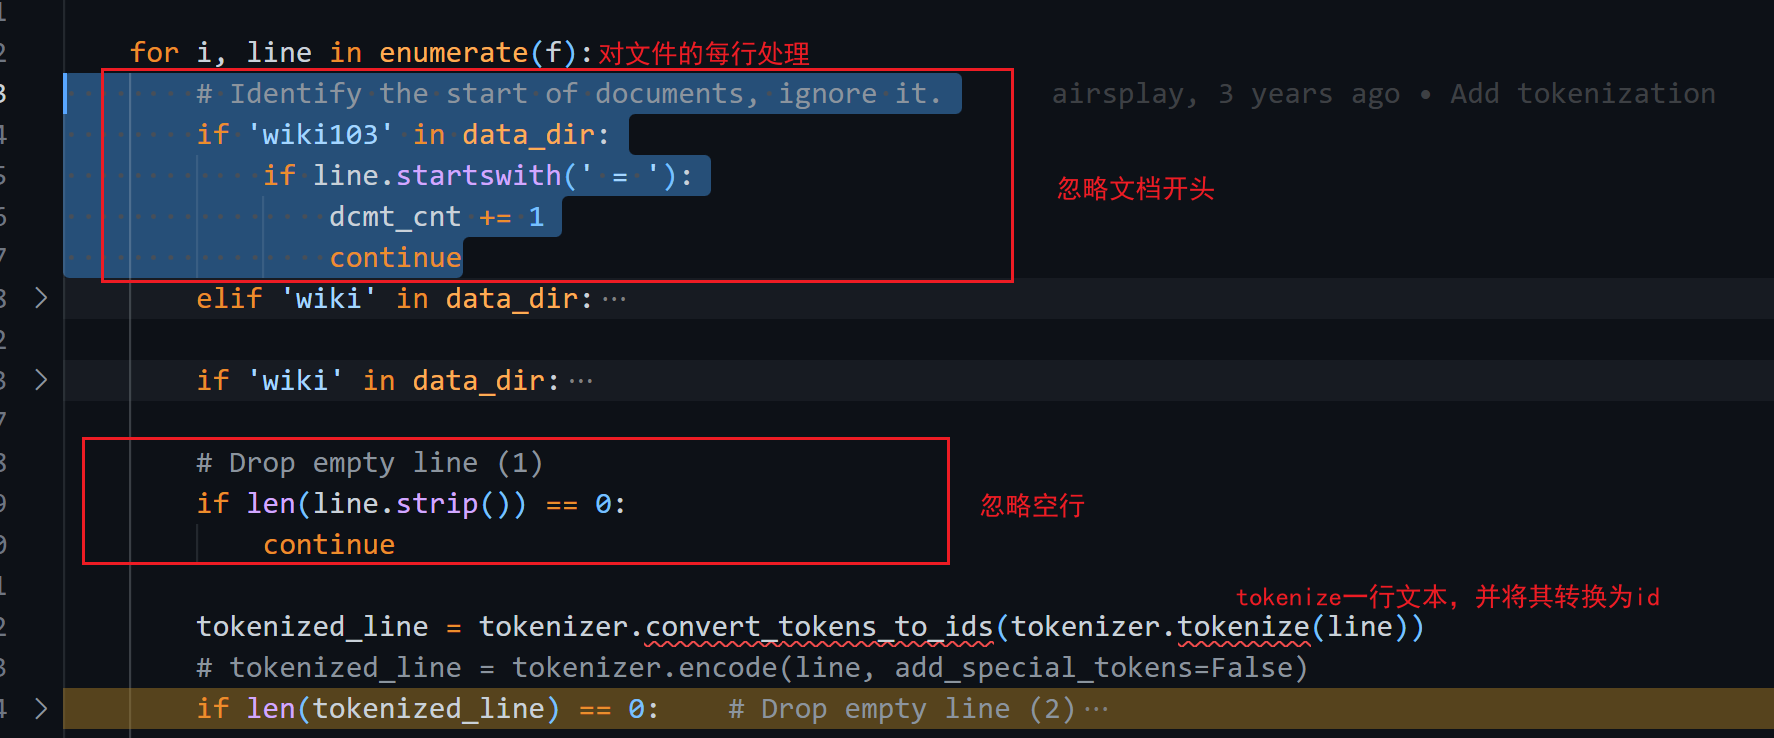 for i, line in enumerate(f): 对文件的每行处理
# Identify the start of documents, ignore it. airsplay, 3 years ago • Add tokenization
if 'wiki103' in data_dir:
if line.startswith(' = '):
忽略文档开头
dcmt_cnt += 1
continue
elif 'wiki' in data_dir:···
if 'wiki' in data_dir:···
# Drop empty line (1)
if len(line.strip()) == 0:
忽略空行
continue
tokenize一行文本，并将其转换为id
tokenized_line = tokenizer.convert_tokens_to_ids(tokenizer.tokenize(line))
# tokenized_line = tokenizer.encode(line, add_special_tokens=False)
if len(tokenized_line) == 0: # Drop empty line (2)···